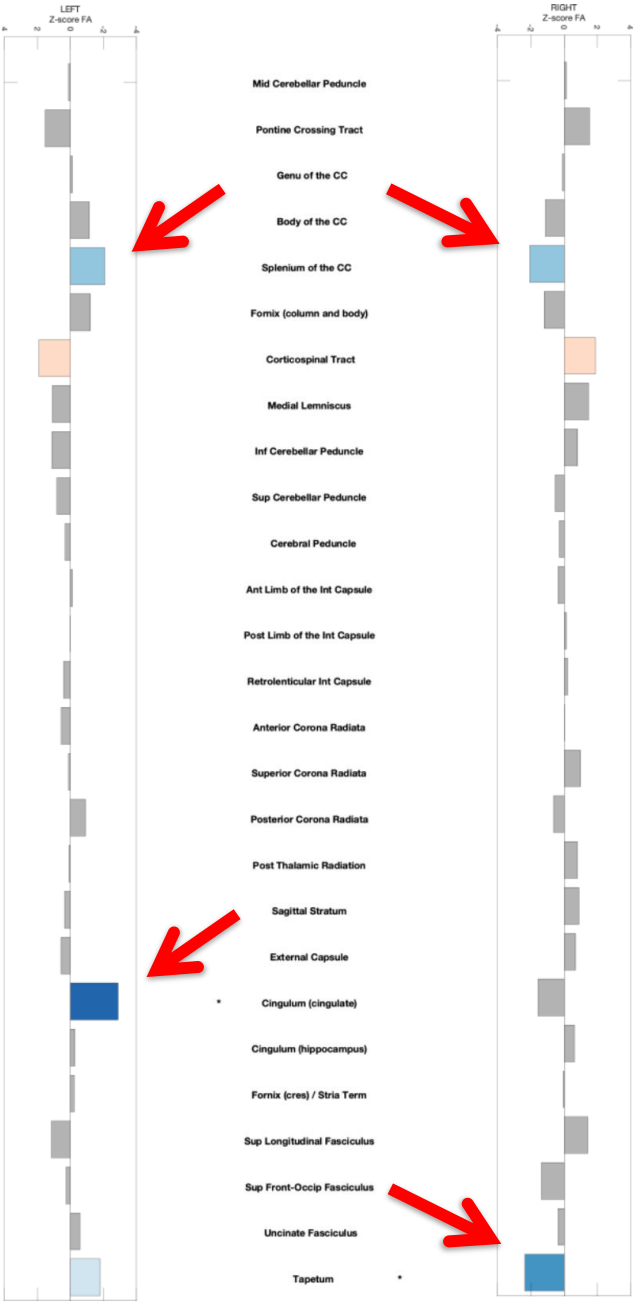 LEFT
Z-score FA
4 2 0 -2 -4
RIGHT
Z-score FA
-4 -2 0 2 4
Mid Cerebellar Peduncle
Pontine Crossing Tract
Genu of the CC
Body of the CC
Splenium of the CC
Fornix (column and body)
Corticospinal Tract
Medial Lemniscus
Inf Cerebellar Peduncle
Sup Cerebellar Peduncle
Cerebral Peduncle
Ant Limb of the Int Capsule
Post Limb of the Int Capsule
Retrolenticular Int Capsule
Anterior Corona Radiata
Superior Corona Radiata
Posterior Corona Radiata
Post Thalamic Radiation
Sagittal Stratum
External Capsule
* Cingulum (cingulate)
Cingulum (hippocampus)
Fornix (cres) / Stria Term
Sup Longitudinal Fasciculus
Sup Front-Occip Fasciculus
Uncinate Fasciculus
Tapetum *